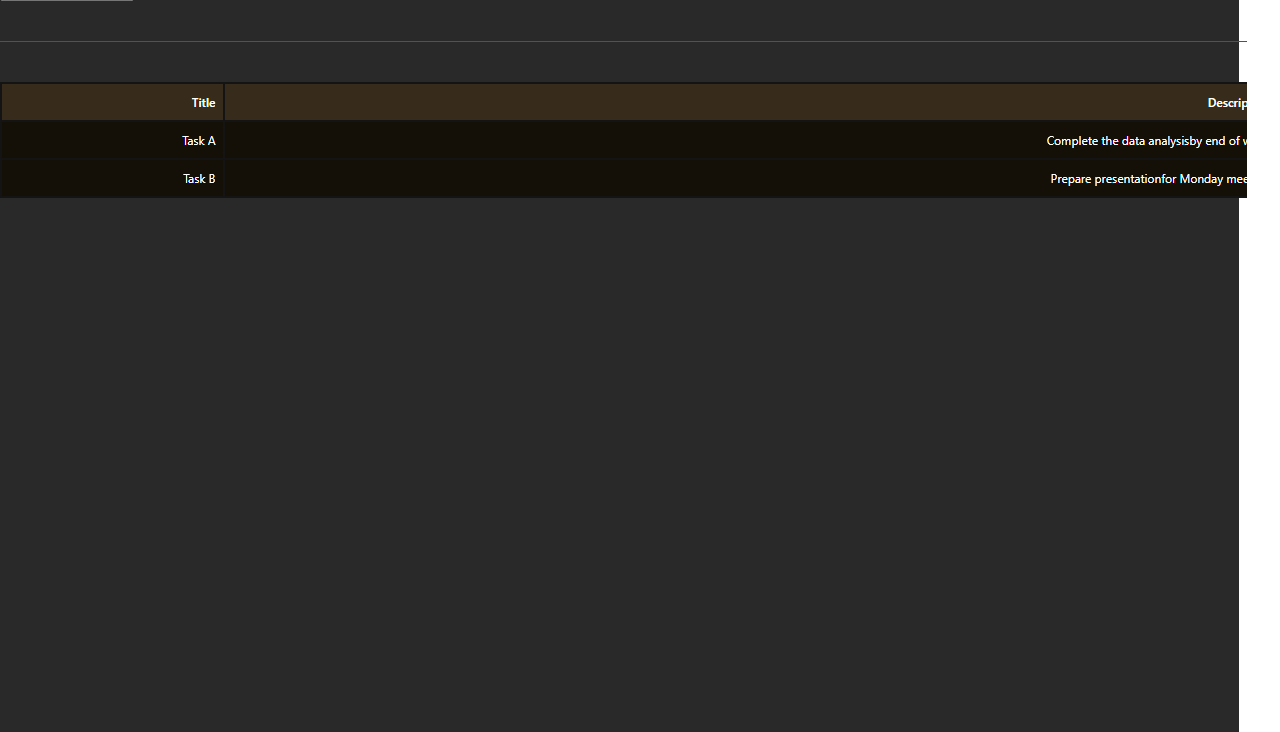 Title Descrip
Task A Complete the data analysisby end of
Task B Prepare presentationfor Monday mee